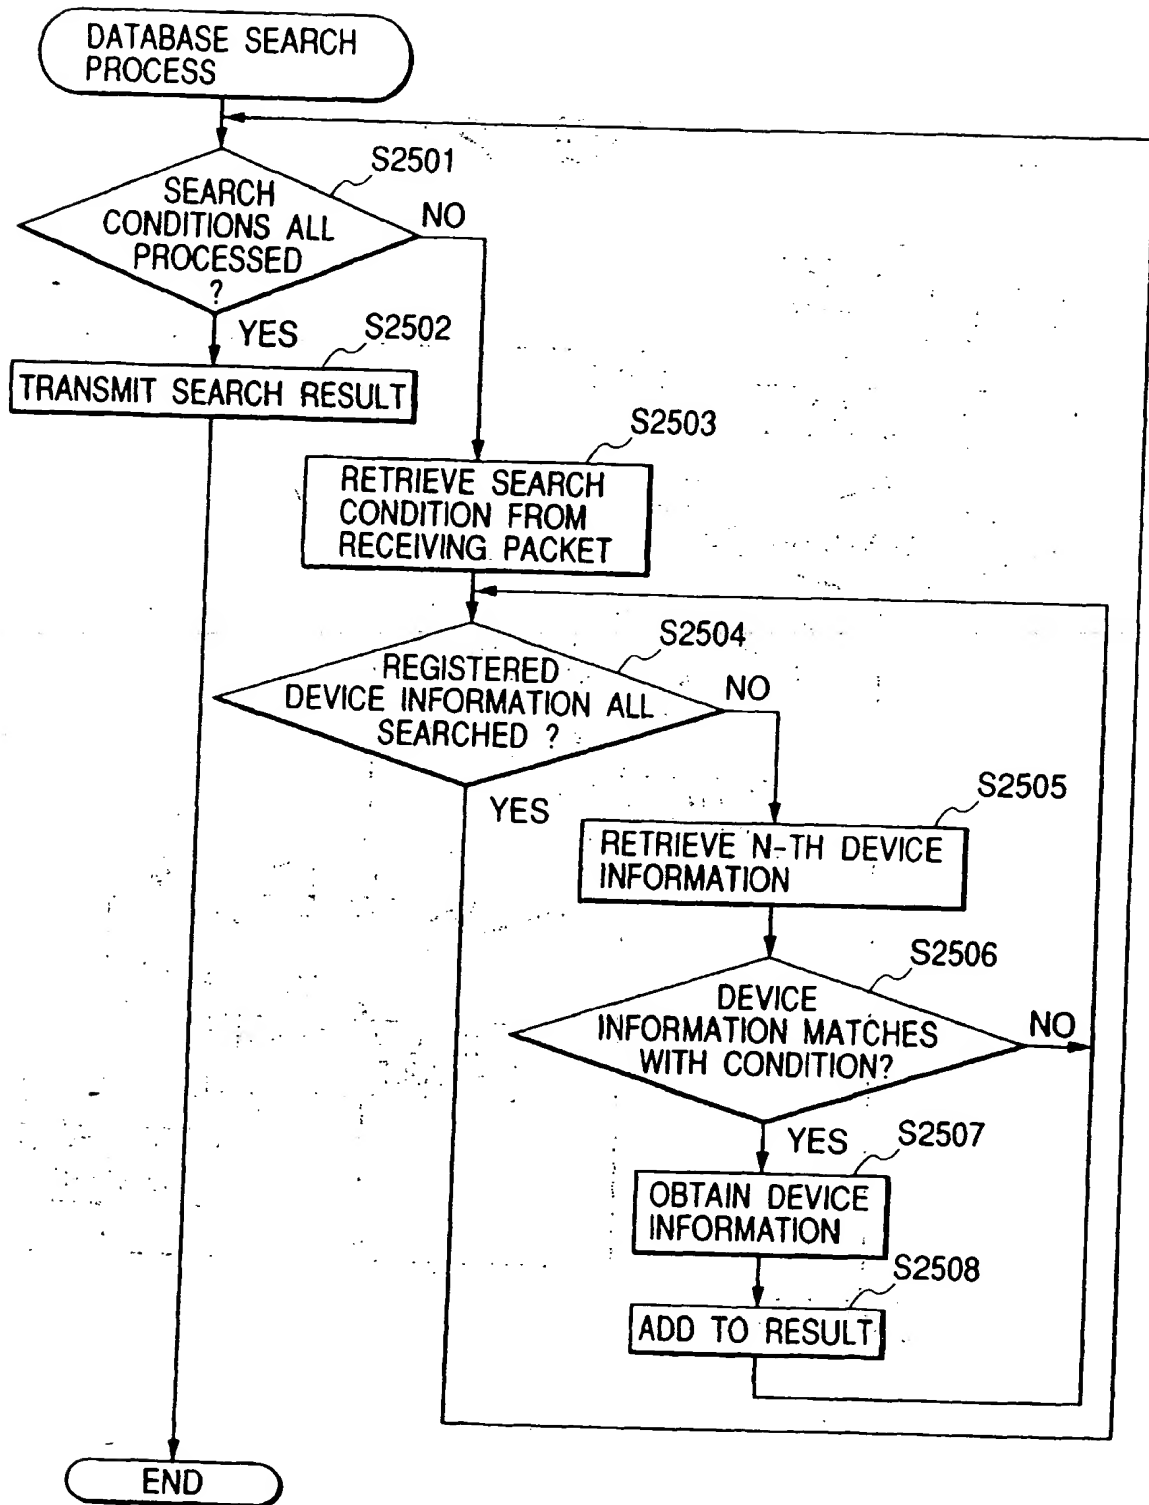 DATABASE SEARCH
PROCESS
S2501
SEARCH
CONDITIONS ALL
PROCESSED
?
NO
YES
S2502
TRANSMIT SEARCH RESULT
S2503
RETRIEVE SEARCH
CONDITION FROM
RECEIVING PACKET
S2504
REGISTERED
DEVICE INFORMATION ALL
SEARCHED ?
NO
YES
S2505
RETRIEVE N-TH DEVICE
INFORMATION
S2506
DEVICE
INFORMATION MATCHES
WITH CONDITION?
NO
YES
S2507
OBTAIN DEVICE
INFORMATION
S2508
ADD TO RESULT
END